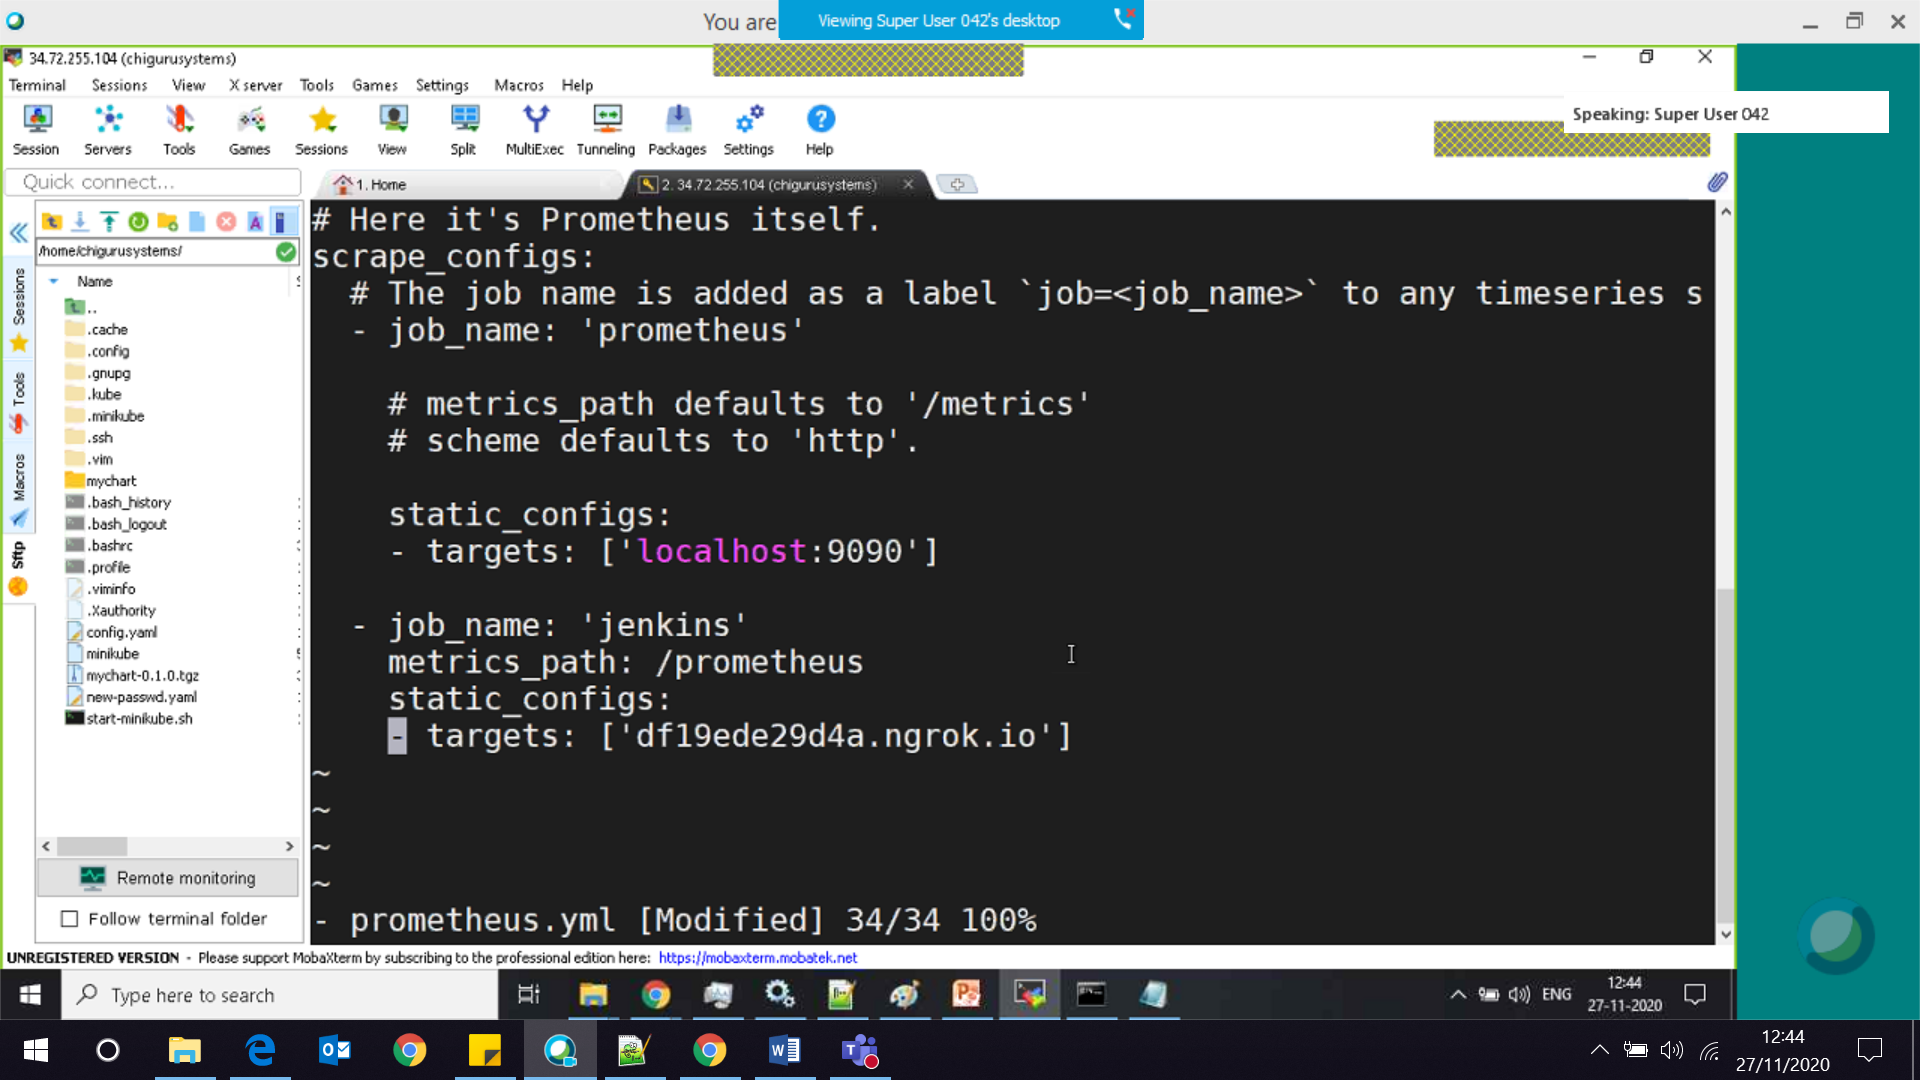 You are
Viewing Super User 042's desktop
34.72.255.104 (chigurusystems)
Terminal Sessions View X server Tools Games Settings Macros Help
Speaking: Super User 042
Session Servers Tools Games Sessions View Split MultiExec Tunneling Packages Settings Help
Quick connect...
1. Home
2. 34.72.255.104 (chigurusystems)
/home/chigurusystems/
Name
..
.cache
.config
.gnupg
.kube
.minikube
.ssh
.vim
mychart
.bash_history
.bash_logout
.bashrc
.profile
.viminfo
.Xauthority
config.yaml
minikube
mychart-0.1.0.tgz
new-passwd.yaml
start-minikube.sh
Sessions
Tools
Macros
Sftp
Remote monitoring
Follow terminal folder
# Here it's Prometheus itself.
scrape_configs:
  # The job name is added as a label `job=<job_name>` to any timeseries s
  - job_name: 'prometheus'
    # metrics_path defaults to '/metrics'
    # scheme defaults to 'http'.
    static_configs:
    - targets: ['localhost:9090']
  - job_name: 'jenkins'
    metrics_path: /prometheus
    static_configs:
    - targets: ['df19ede29d4a.ngrok.io']
~
~
~
~
- prometheus.yml [Modified] 34/34 100%
UNREGISTERED VERSION - Please support MobaXterm by subscribing to the professional edition here: https://mobaxterm.mobatek.net
Type here to search
ENG
12:44
27-11-2020
12:44
27/11/2020